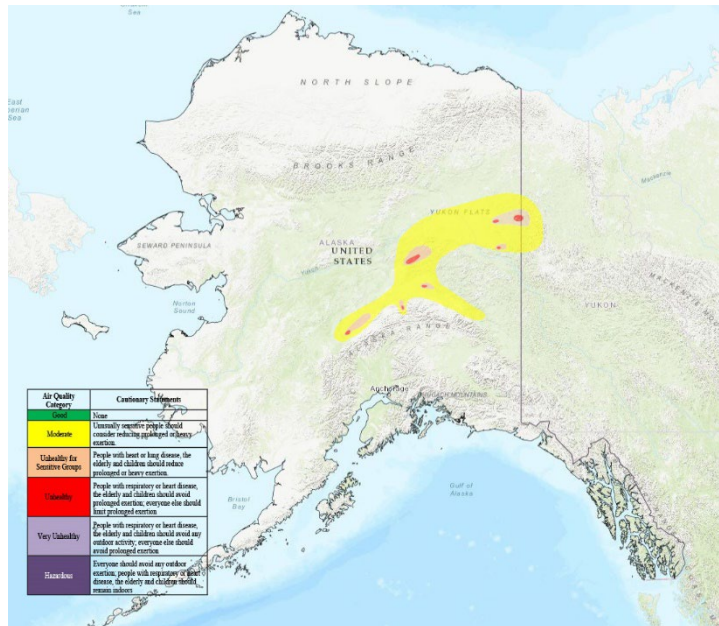 East
Siberian
Sea
NORTH SLOPE
BROOKS RANGE
Mackenzie
YUKON FLATS
SEWARD PENINSULA
ALASKA
UNITED
STATES
Yukon
Norton
Sound
YUKON
ALASKA RANGE
Anchorage
Gulf of
Alaska
Bristol
Bay
Air Quality
Category
Cautionary Statements
Good
None
Moderate
Unusually sensitive people should
consider reducing prolonged or heavy
exertion.
Unhealthy for
Sensitive Groups
People with heart or lung disease, the
elderly and children should reduce
prolonged or heavy exertion.
Unhealthy
People with respiratory or heart disease,
the elderly and children should avoid
prolonged exertion; everyone else should
limit prolonged exertion
Very Unhealthy
People with respiratory or heart disease,
the elderly and children should avoid any
outdoor activity; everyone else should
avoid prolonged exertion
Hazardous
Everyone should avoid any outdoor
exertion; people with respiratory or heart
disease, the elderly and children should
remain indoors